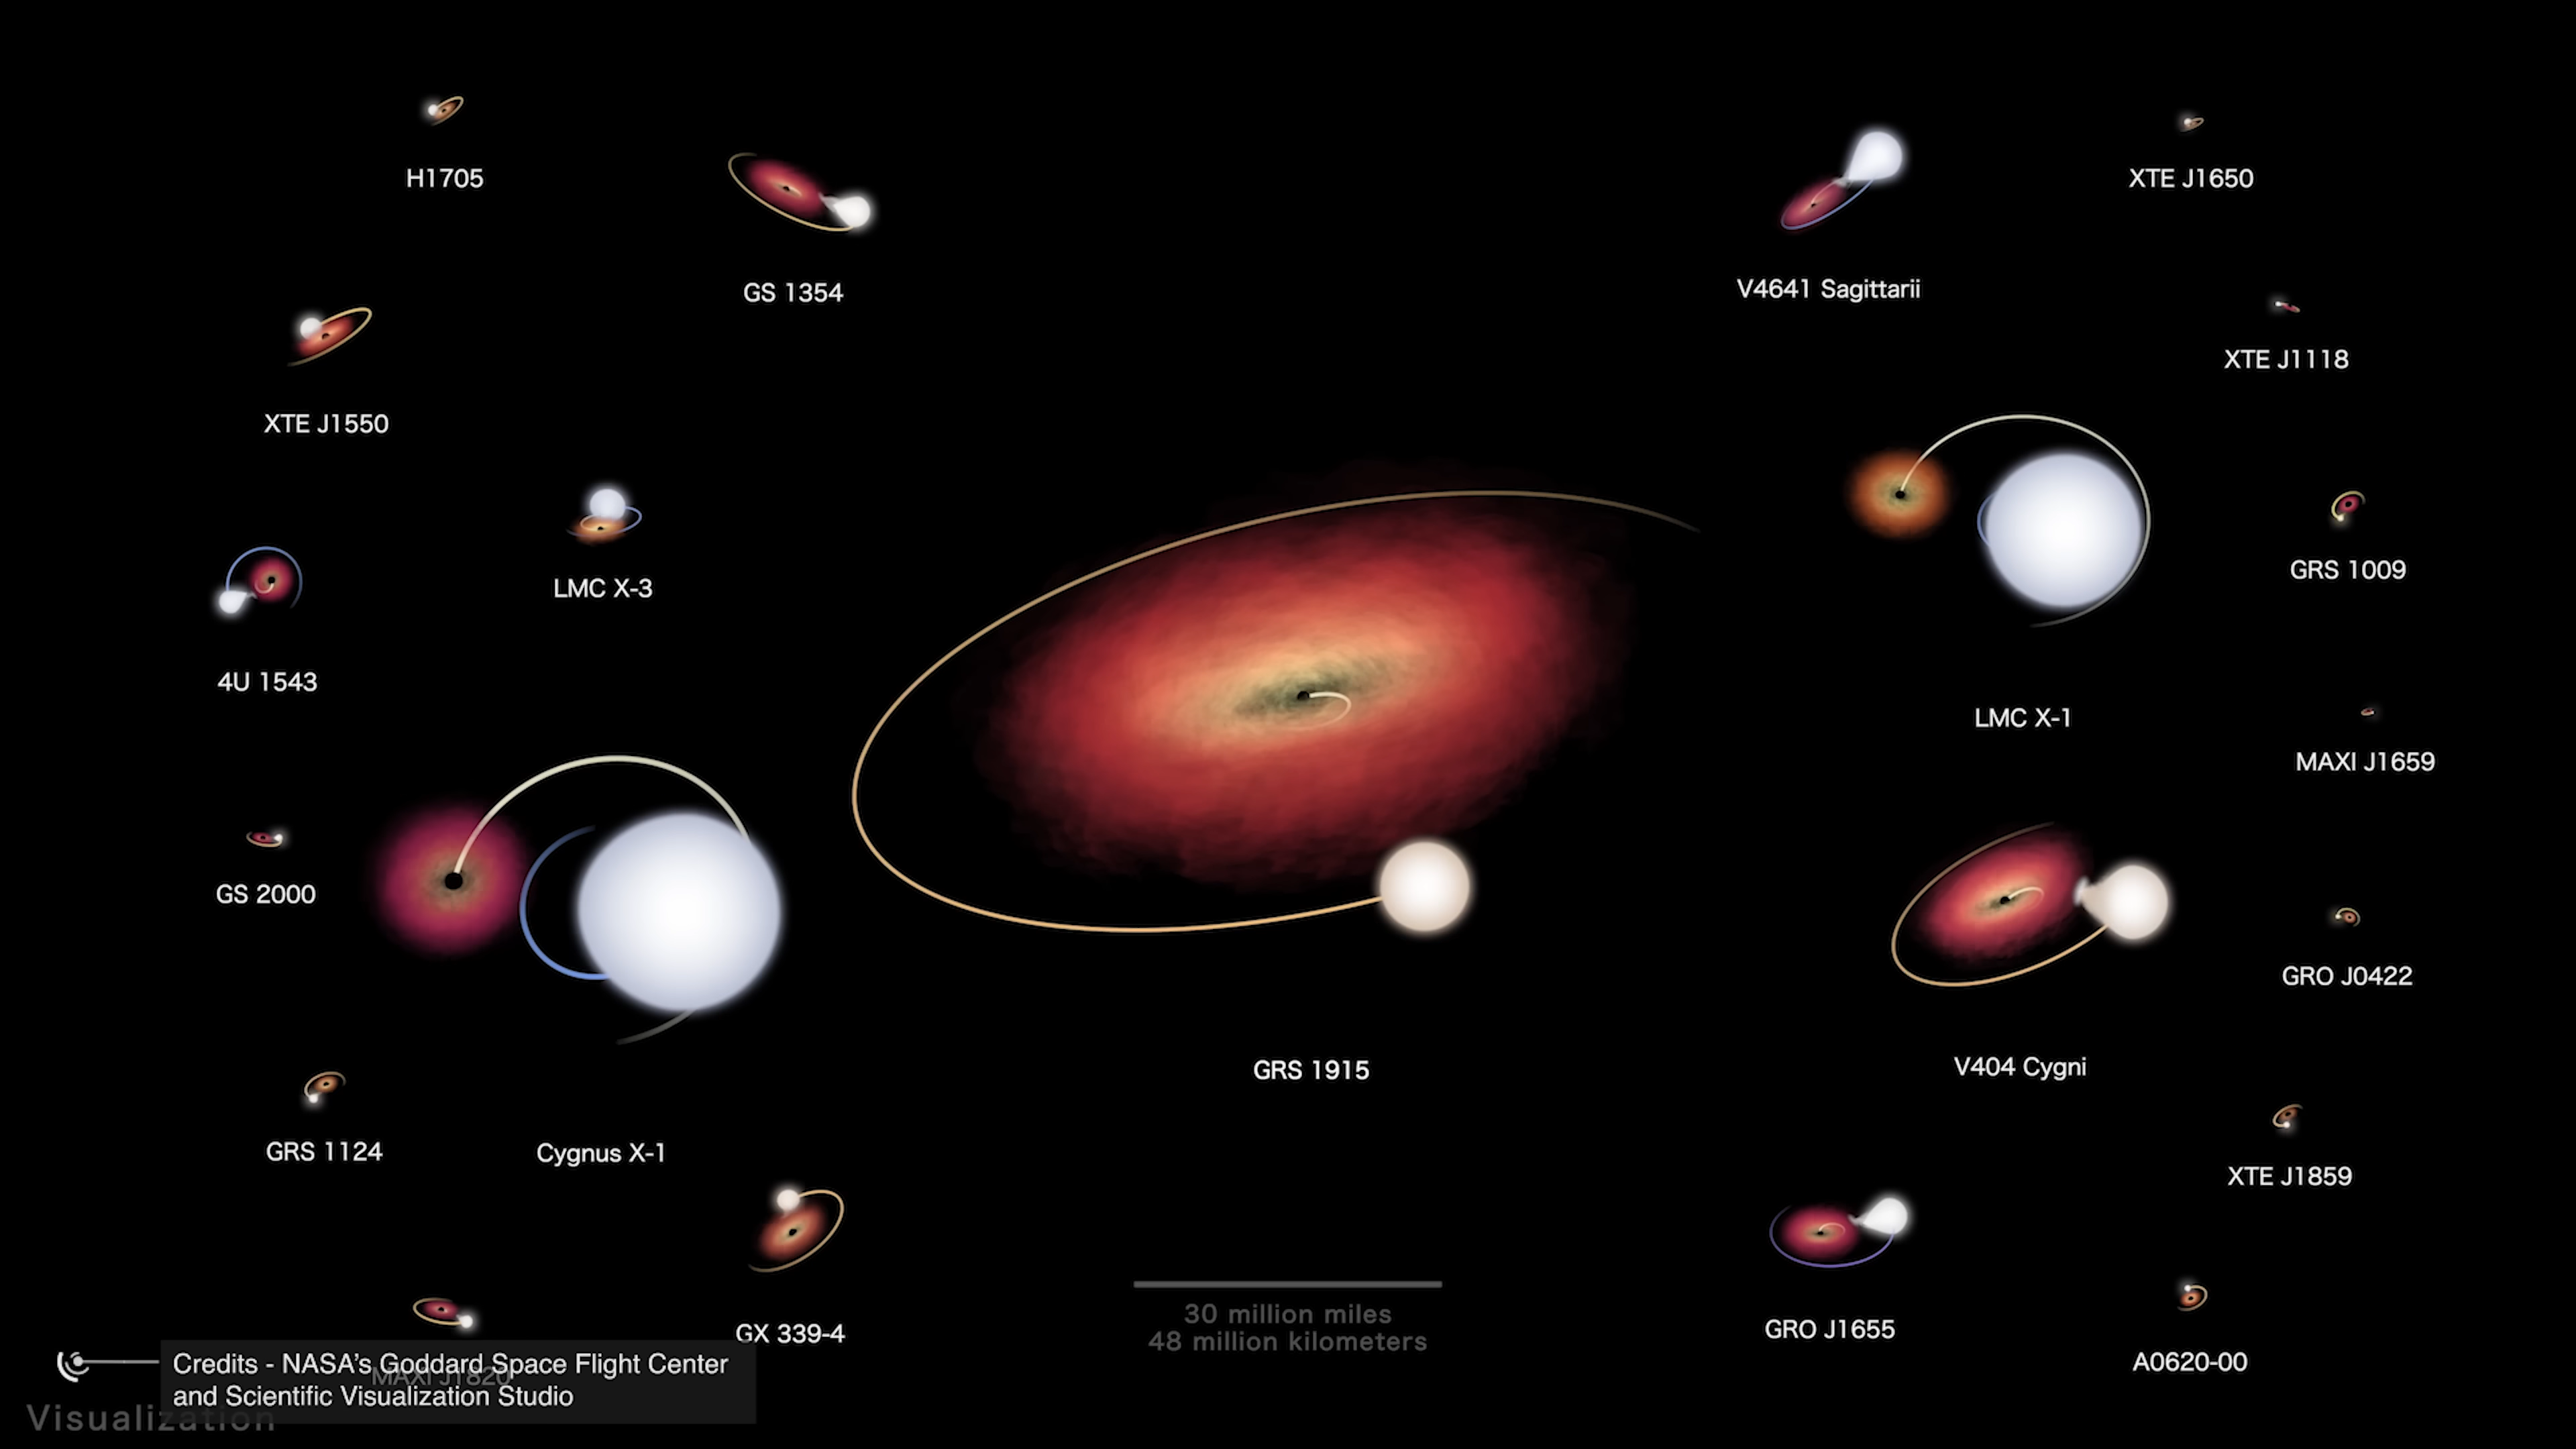 H1705
XTE J1650
GS 1354
V4641 Sagittarii
XTE J1118
XTE J1550
GRS 1009
LMC X-3
4U 1543
LMC X-1
MAXI J1659
GS 2000
GRO J0422
V404 Cygni
GRS 1915
GRS 1124
Cygnus X-1
XTE J1859
30 million miles
48 million kilometers
GRO J1655
GX 339-4
A0620-00
MAXI J1820
Credits - NASA’s Goddard Space Flight Center
and Scientific Visualization Studio
Visualization